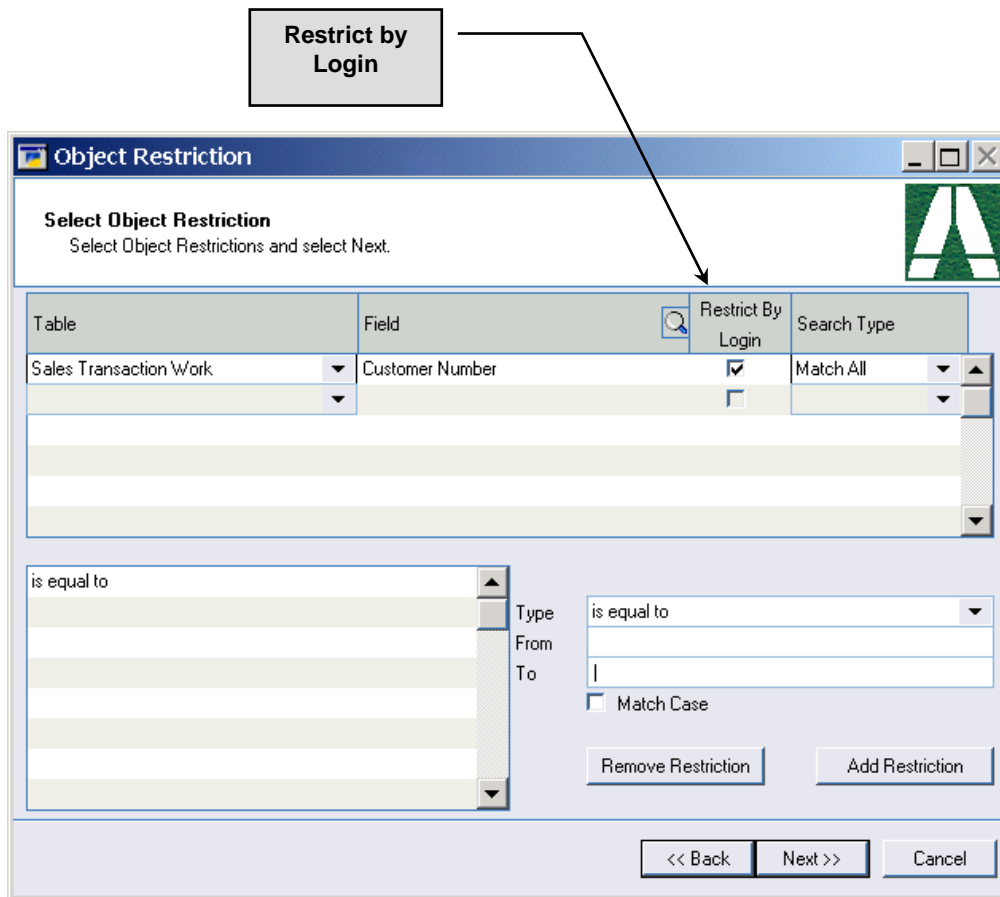 Restrict by
Login
Object Restriction
Select Object Restriction
Select Object Restrictions and select Next.
Table
Field
Restrict By
Login
Search Type
Sales Transaction Work
Customer Number
Match All
is equal to
Type
is equal to
From
To
Match Case
Remove Restriction
Add Restriction
<< Back
Next >>
Cancel